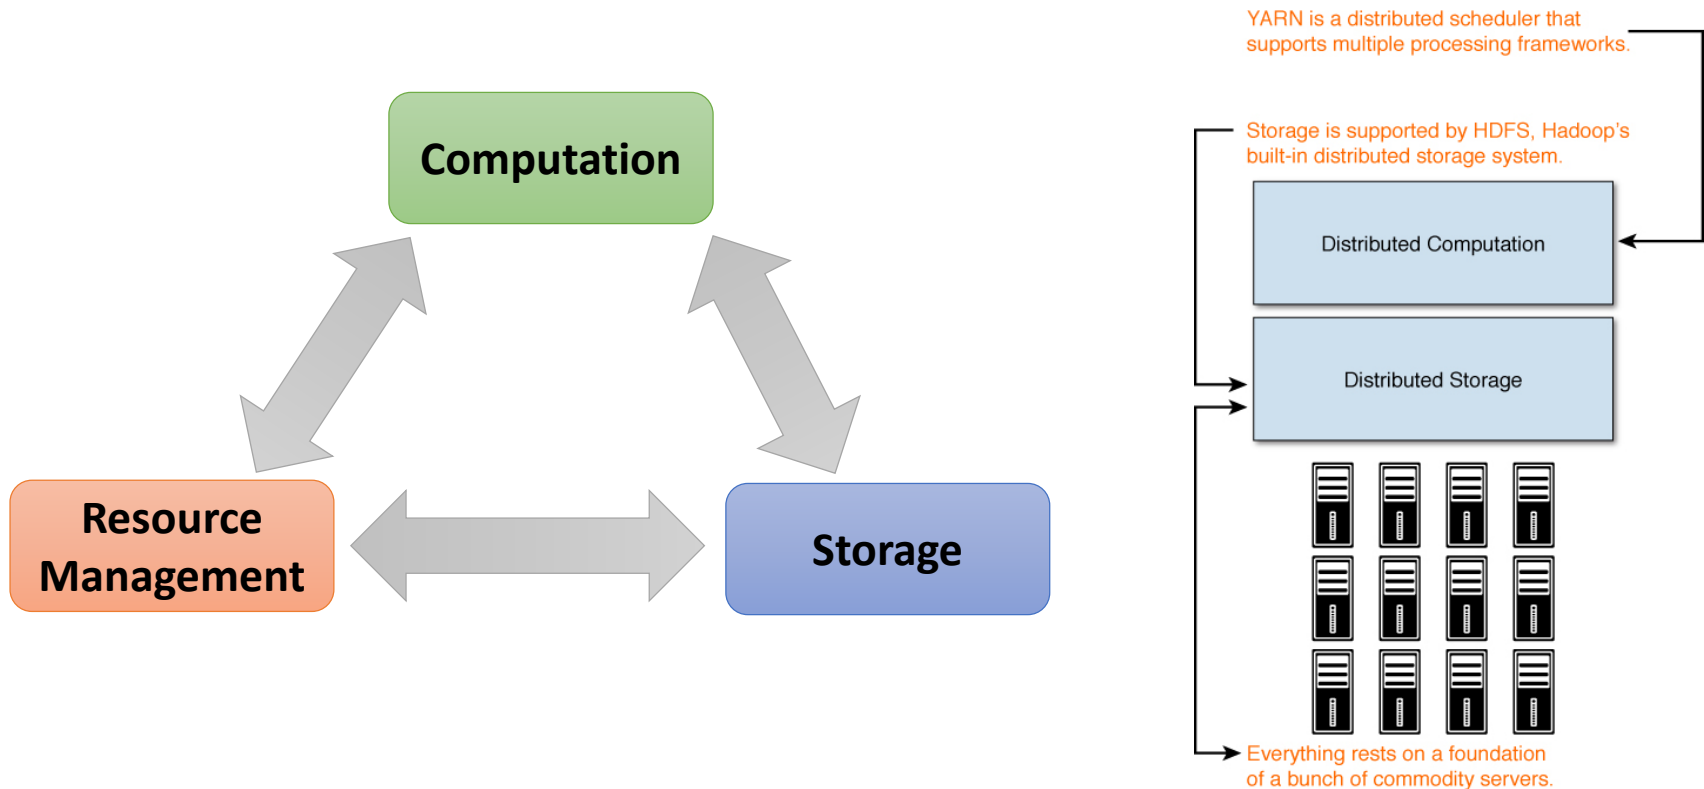 Computation
Resource
Management
Storage
YARN is a distributed scheduler that
supports multiple processing frameworks.
Storage is supported by HDFS, Hadoop's
built-in distributed storage system.
Distributed Computation
Distributed Storage
Everything rests on a foundation
of a bunch of commodity servers.